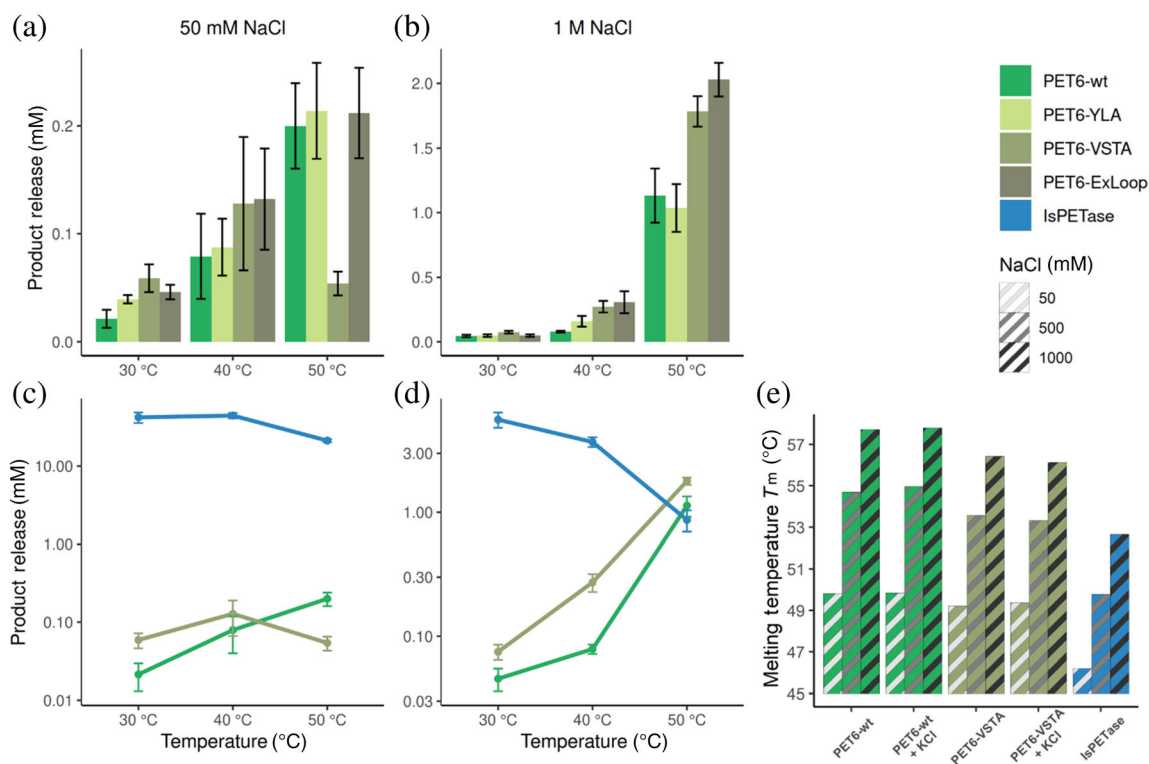 (a)
50 mM NaCl
Product release (mM)
0.2
0.1
0.0
30 °C
40 °C
50 °C
(b)
1 M NaCl
2.0
1.5
1.0
0.5
0.0
30 °C
40 °C
50 °C
PET6-wt
PET6-YLA
PET6-VSTA
PET6-ExLoop
IsPETase
NaCl (mM)
50
500
1000
(c)
Product release (mM)
10.00
1.00
0.10
0.01
30 °C
40 °C
50 °C
Temperature (°C)
(d)
3.00
1.00
0.30
0.10
0.03
30 °C
40 °C
50 °C
Temperature (°C)
(e)
Melting temperature Tm (°C)
57
55
53
51
49
47
45
PET6-wt
PET6-wt
+ KCl
PET6-VSTA
PET6-VSTA
+ KCl
IsPETase